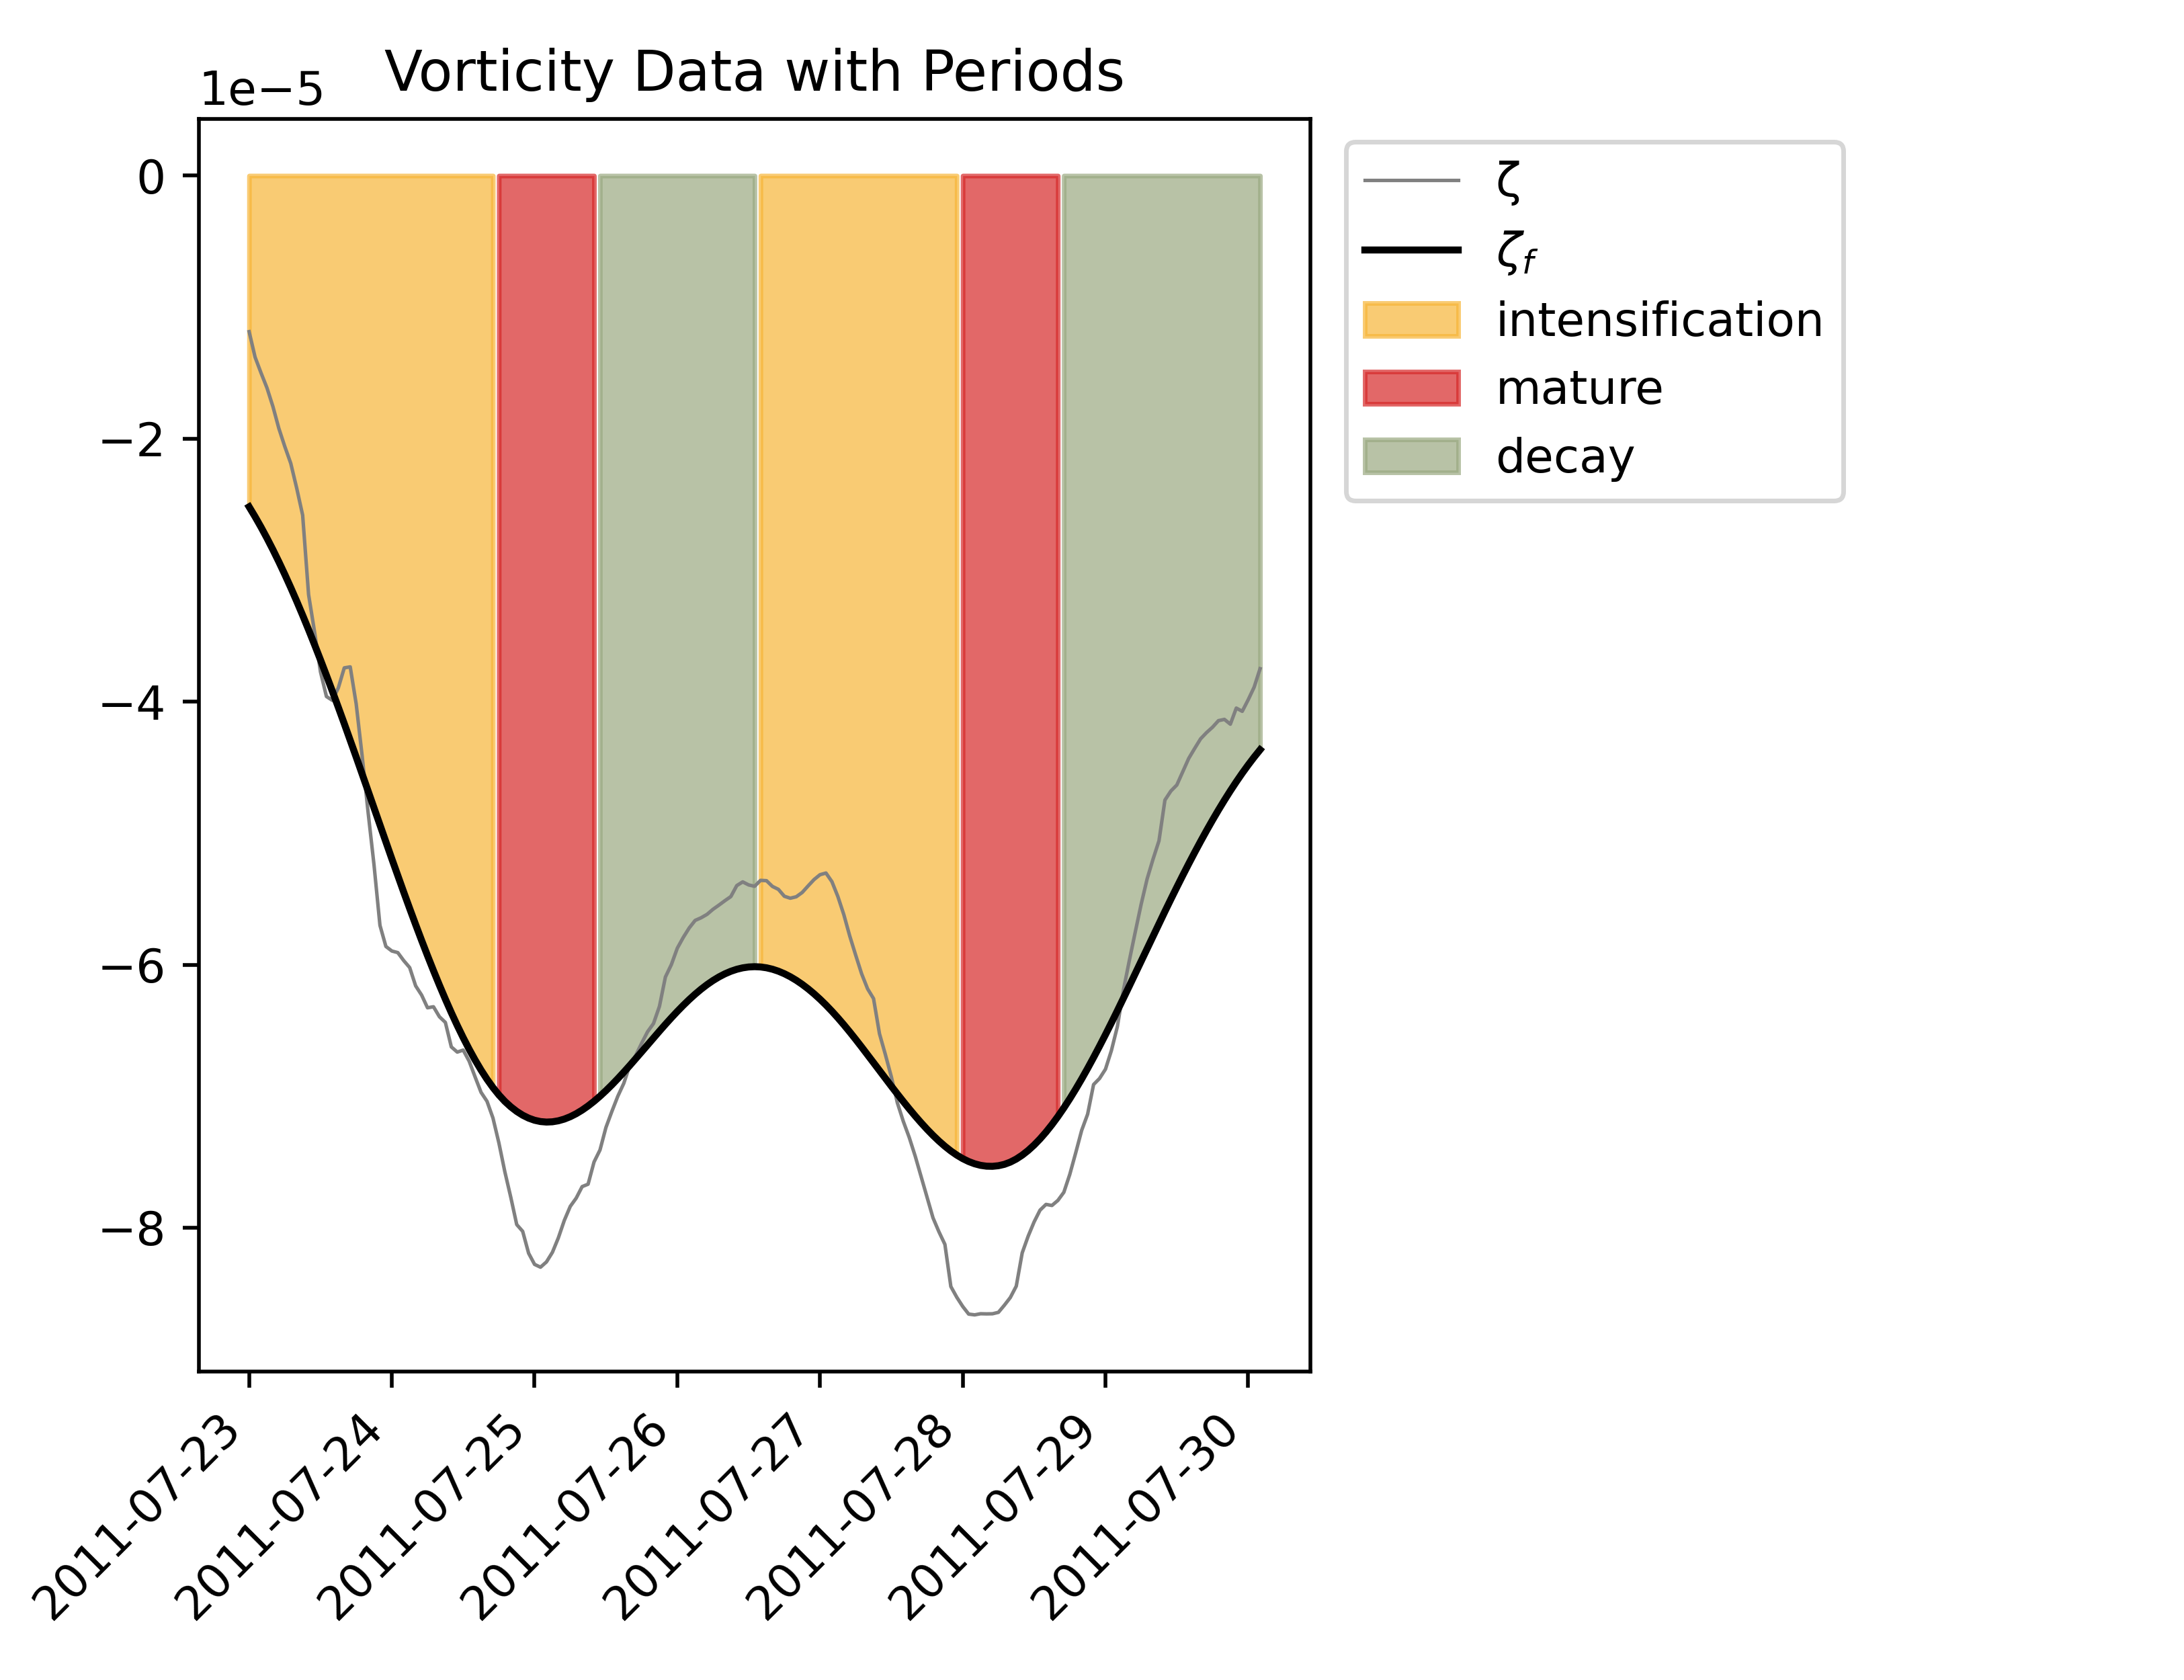 Vorticity Data with Periods
1e−5
0
−2
−4
−6
−8
2011-07-23
2011-07-24
2011-07-25
2011-07-26
2011-07-27
2011-07-28
2011-07-29
2011-07-30
ζ
ζf
intensification
mature
decay